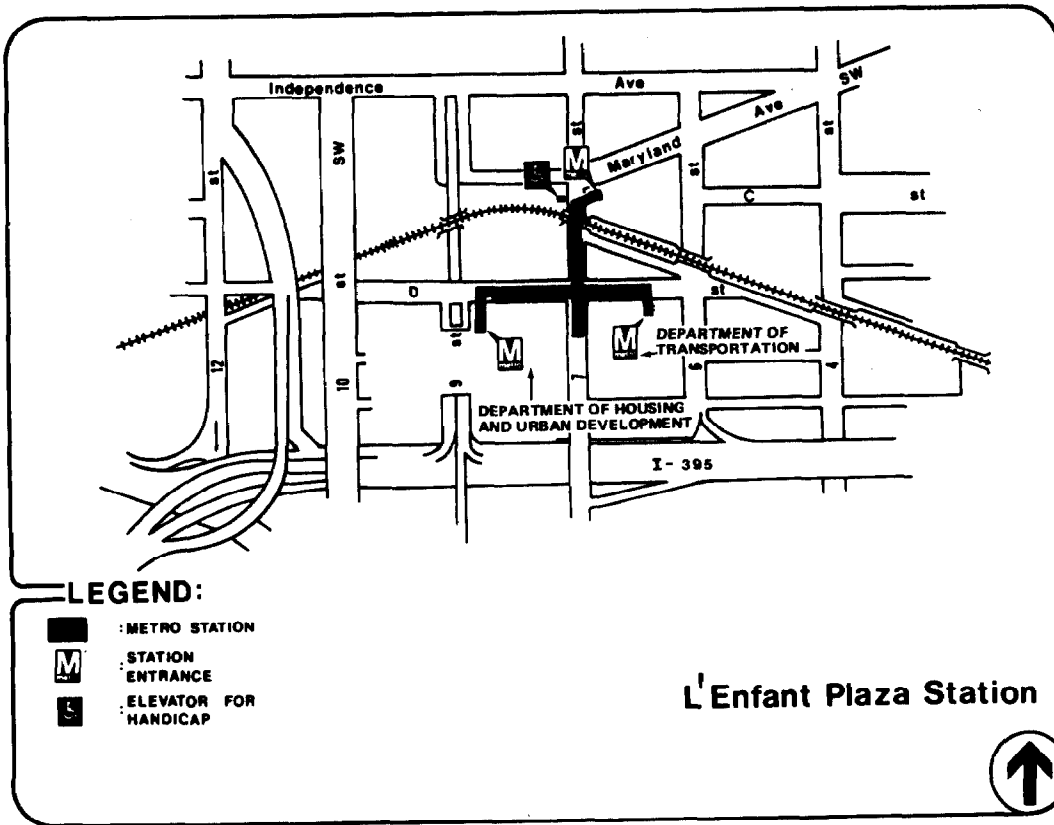 Independence Ave SW
st
Ave
SW
st
st
Maryland
M
st
C st
st
D st
st
M
M
DEPARTMENT OF
TRANSPORTATION
12
10
9
7
6
4
DEPARTMENT OF HOUSING
AND URBAN DEVELOPMENT
I-395
LEGEND:
:METRO STATION
M
:STATION
ENTRANCE
:ELEVATOR FOR
HANDICAP
L'Enfant Plaza Station